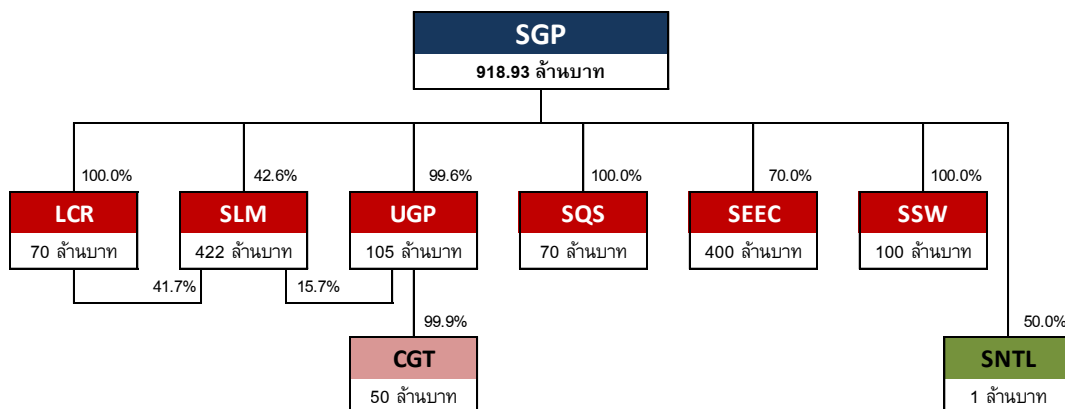 SGP
918.93 ล้านบาท
100.0% 42.6% 99.6% 100.0% 70.0% 100.0%
LCR SLM UGP SQS SEEC SSW
70 ล้านบาท 422 ล้านบาท 105 ล้านบาท 70 ล้านบาท 400 ล้านบาท 100 ล้านบาท
41.7% 15.7%
99.9% 50.0%
CGT SNTL
50 ล้านบาท 1 ล้านบาท